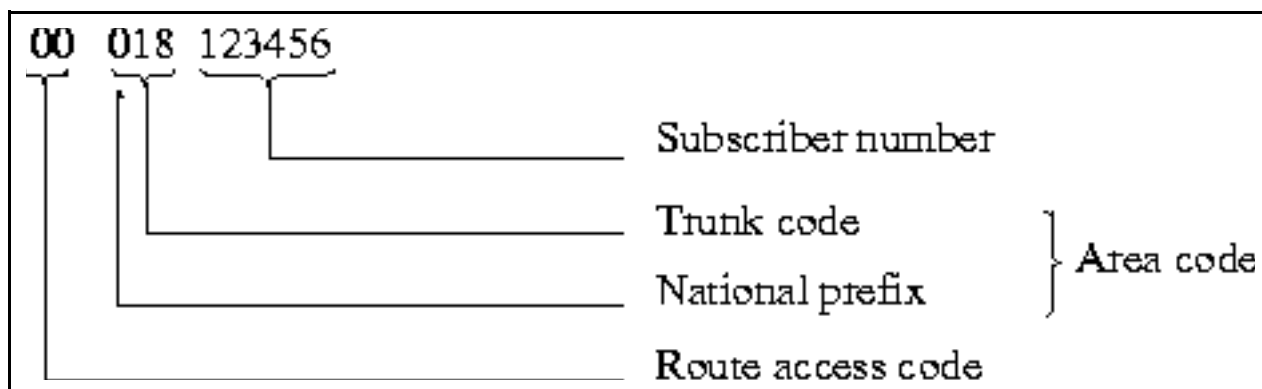 00 018 123456
Subscriber number
Trunk code
National prefix
Area code
Route access code